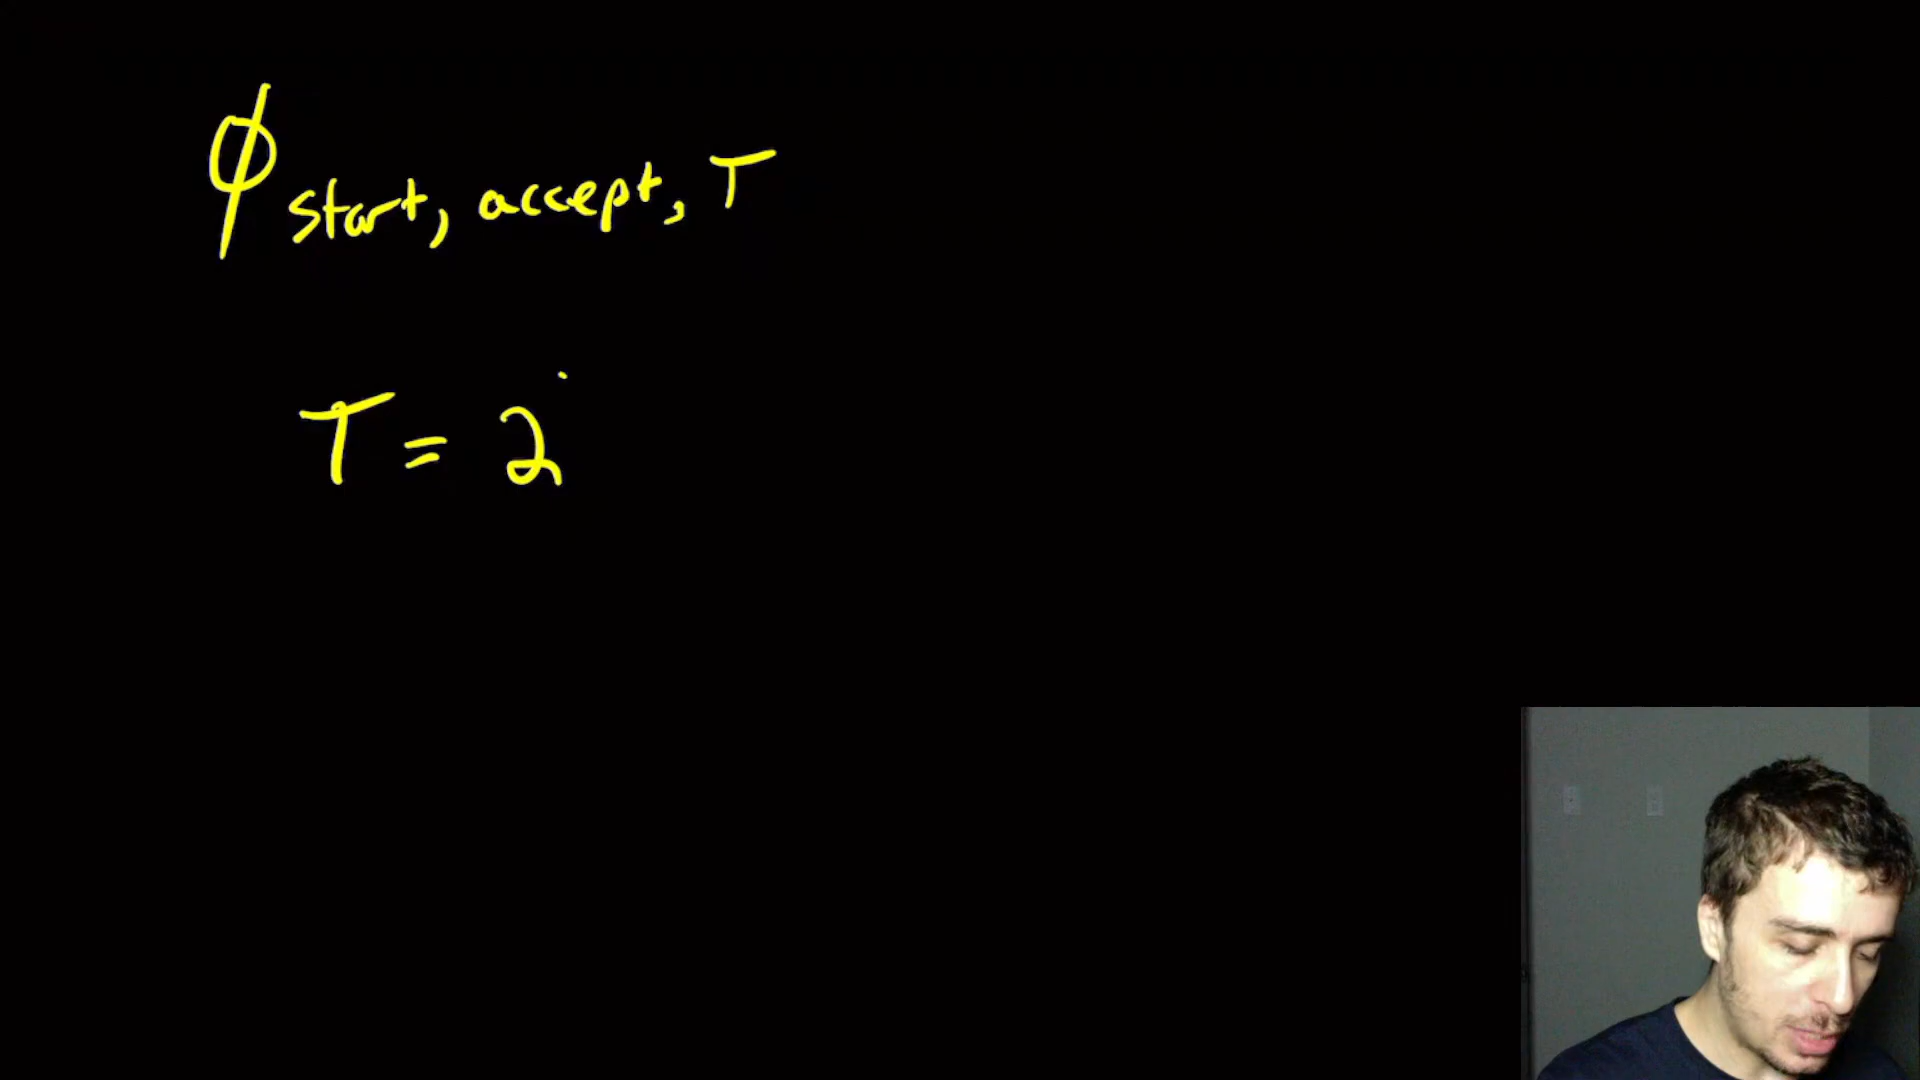 ϕ start, accept, T
T = 2